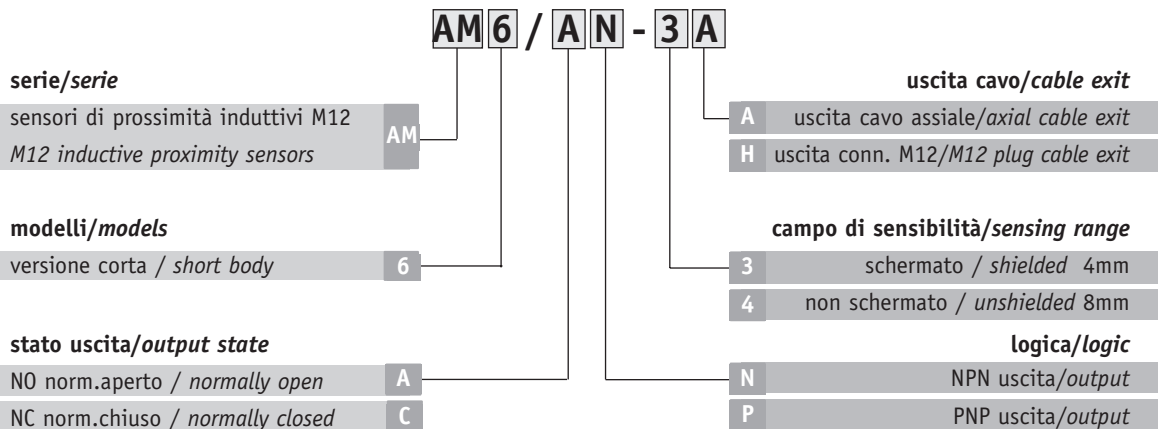 AM6/AN-3A
serie/serie
sensori di prossimità induttivi M12
M12 inductive proximity sensors
AM
modelli/models
versione corta / short body 6
stato uscita/output state
NO norm.aperto / normally open A
NC norm.chiuso / normally closed C
uscita cavo/cable exit
A uscita cavo assiale/axial cable exit
H uscita conn. M12/M12 plug cable exit
campo di sensibilità/sensing range
3 schermato / shielded 4mm
4 non schermato / unshielded 8mm
logica/logic
N NPN uscita/output
P PNP uscita/output